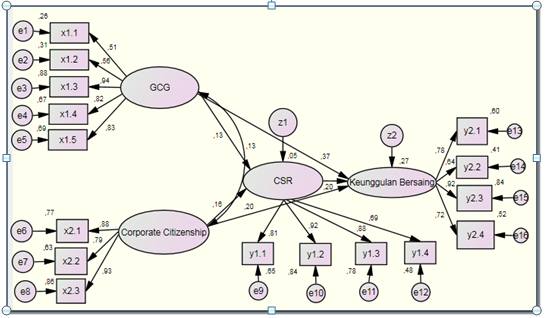 ,26
e1
x1.1
,51
,31
e2
x1.2
,56
,88
e3
x1.3
,94
,67
e4
x1.4
,82
,69
e5
x1.5
,83
GCG
,13
,13
,37
z1
,05
CSR
,20
z2
,27
Keunggulan Bersaing
,60
y2.1
e13
,78
,41
y2.2
e14
,64
,84
y2.3
e15
,92
,52
y2.4
e16
,72
,77
e6
x2.1
,88
,63
e7
x2.2
,79
,86
e8
x2.3
,93
Corporate Citizenship
,16
,20
,81
,92
,88
,69
y1.1
y1.2
y1.3
y1.4
,65
,84
,78
,48
e9
e10
e11
e12